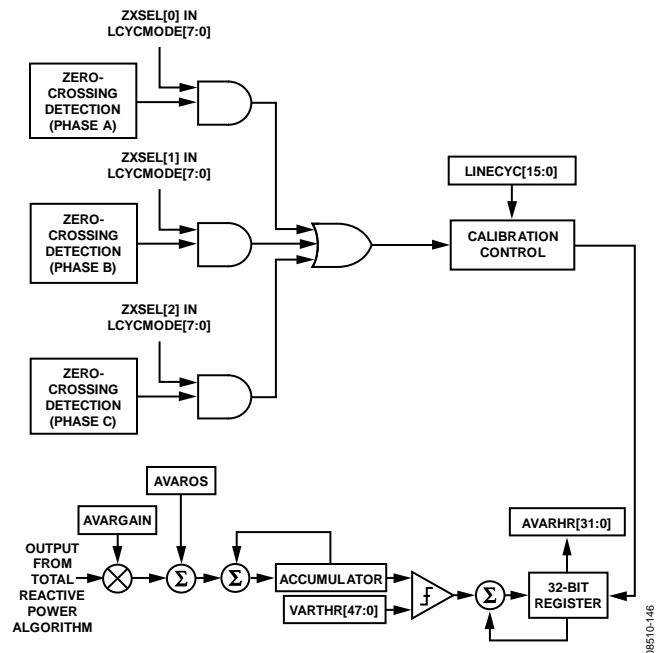 ZXSEL[0] IN
LCYCMODE[7:0]
ZERO-
CROSSING
DETECTION
(PHASE A)
ZXSEL[1] IN
LCYCMODE[7:0]
ZERO-
CROSSING
DETECTION
(PHASE B)
ZXSEL[2] IN
LCYCMODE[7:0]
ZERO-
CROSSING
DETECTION
(PHASE C)
LINECYC[15:0]
CALIBRATION
CONTROL
AVAROS
AVARGAIN
OUTPUT
FROM
TOTAL
REACTIVE
POWER
ALGORITHM
Σ
Σ
ACCUMULATOR
VARTHR[47:0]
Σ
AVARHR[31:0]
32-BIT
REGISTER
08510-146